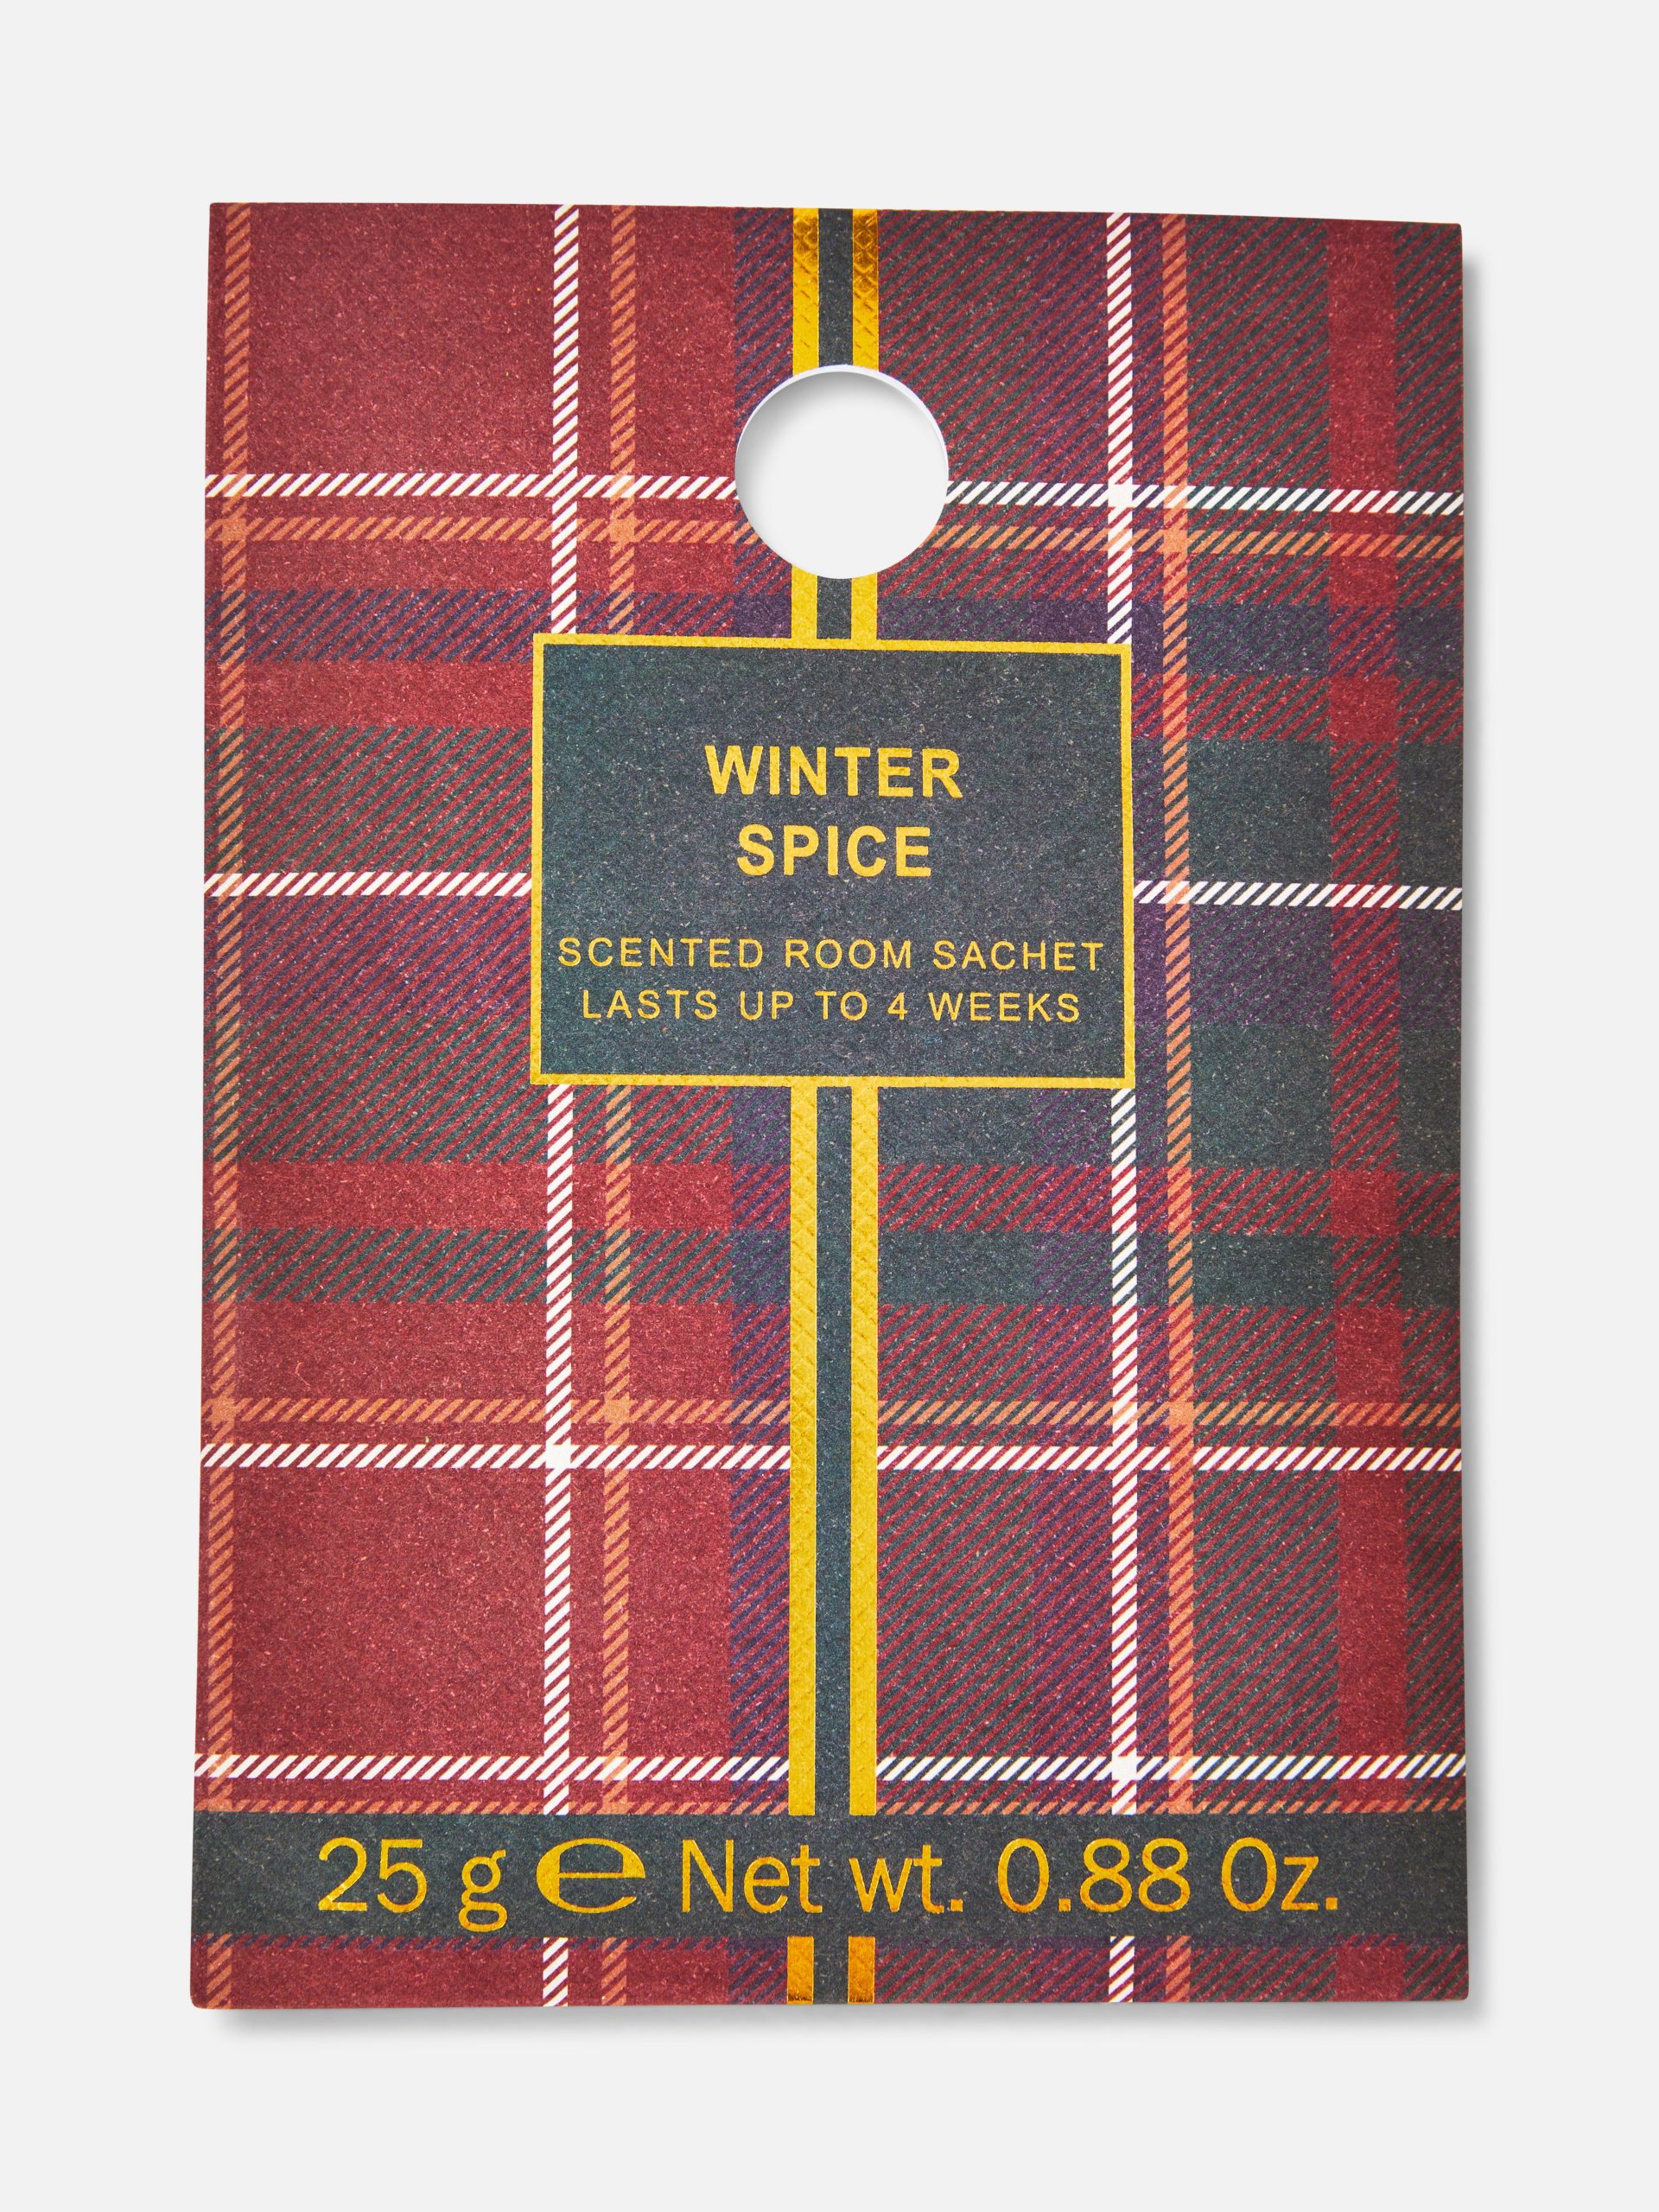 WINTER
SPICE
SCENTED ROOM SACHET
LASTS UP TO 4 WEEKS
25 g ℮ Net wt. 0.88 Oz.